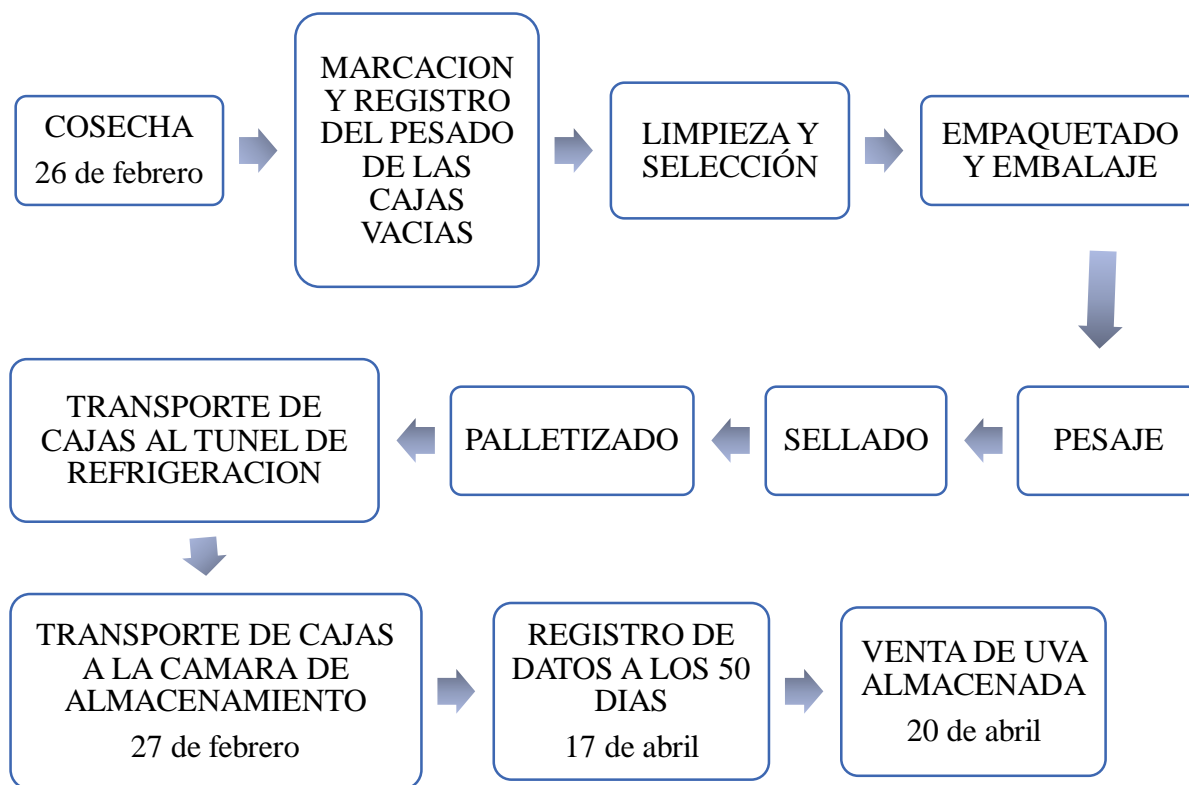 COSECHA
26 de febrero
MARCACION
Y REGISTRO
DEL PESADO
DE LAS
CAJAS
VACIAS
LIMPIEZA Y
SELECCIÓN
EMPAQUETADO
Y EMBALAJE
PESAJE
SELLADO
PALLETIZADO
TRANSPORTE DE
CAJAS AL TUNEL DE
REFRIGERACION
TRANSPORTE DE CAJAS
A LA CAMARA DE
ALMACENAMIENTO
27 de febrero
REGISTRO DE
DATOS A LOS 50
DIAS
17 de abril
VENTA DE UVA
ALMACENADA
20 de abril